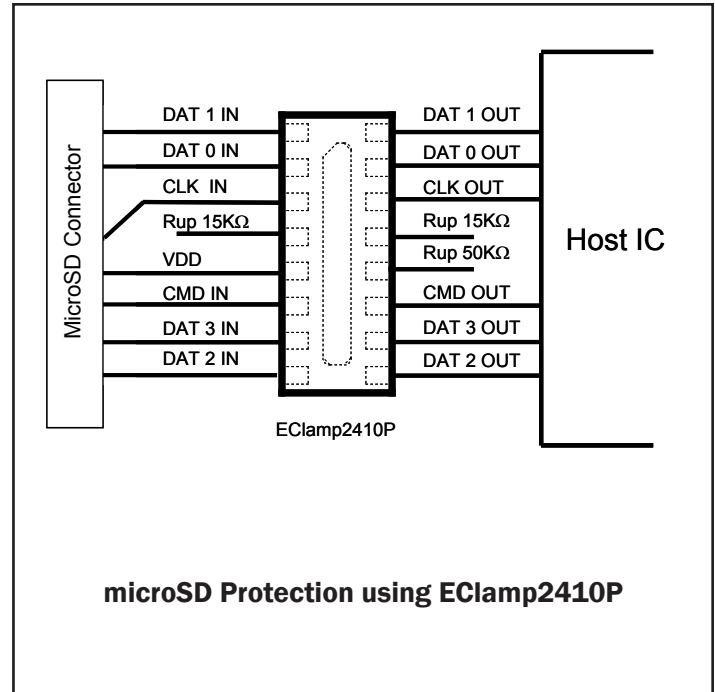 MicroSD Connector
DAT 1 IN
DAT 0 IN
CLK IN
Rup 15KΩ
VDD
CMD IN
DAT 3 IN
DAT 2 IN
EClamp2410P
DAT 1 OUT
DAT 0 OUT
CLK OUT
Rup 15KΩ
Rup 50KΩ
CMD OUT
DAT 3 OUT
DAT 2 OUT
Host IC
microSD Protection using EClamp2410P